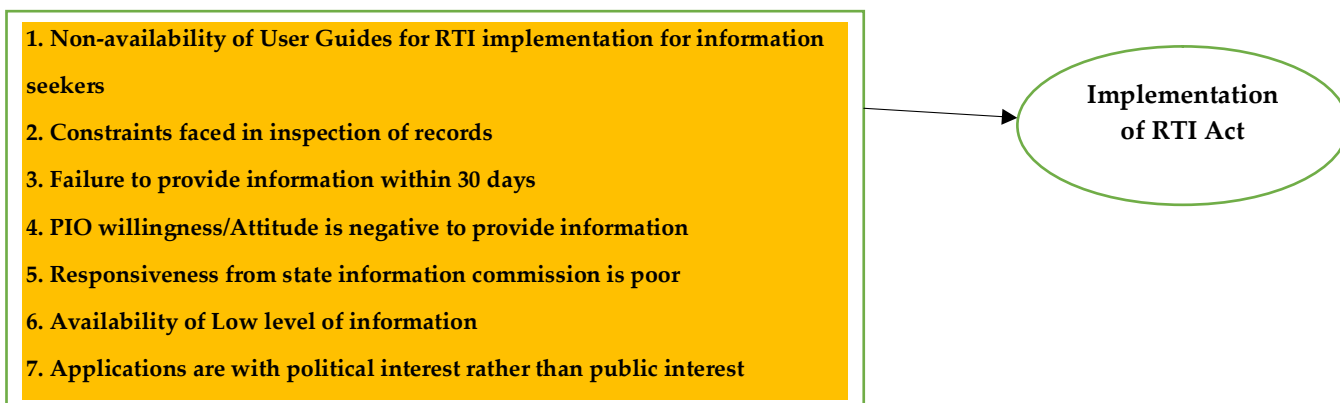 1. Non-availability of User Guides for RTI implementation for information
seekers
2. Constraints faced in inspection of records
3. Failure to provide information within 30 days
4. PIO willingness/Attitude is negative to provide information
5. Responsiveness from state information commission is poor
6. Availability of Low level of information
7. Applications are with political interest rather than public interest
Implementation
of RTI Act